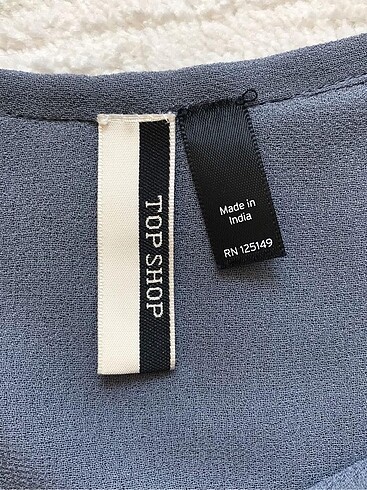 TOP SHOP
Made in
India
RN 125149